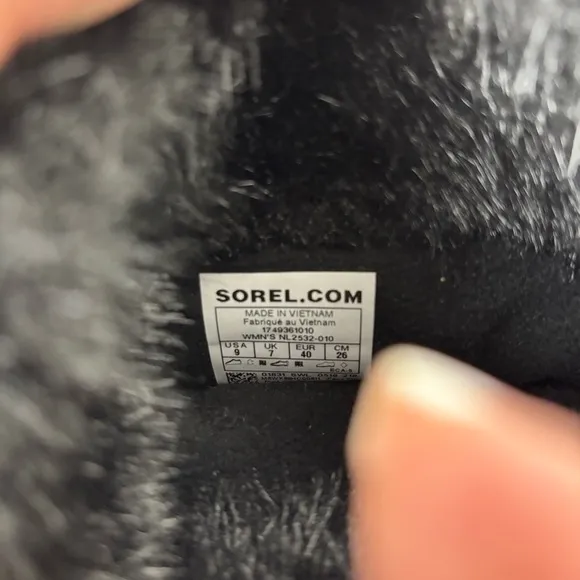 SOREL.COM
MADE IN VIETNAM
Fabriqué au Vietnam
1749361010
WMN'S NL2532-010
USA UK EUR CM
9 7 40 26